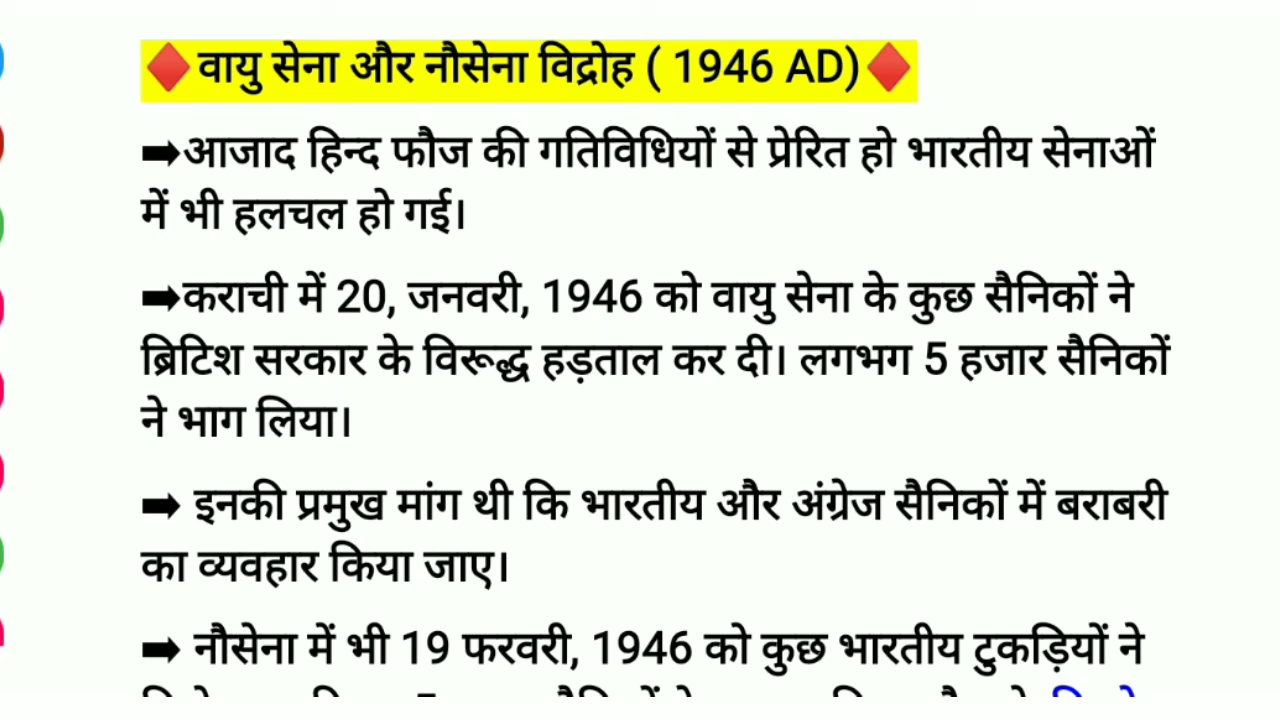 ♦️वायु सेना और नौसेना विद्रोह ( 1946 AD)♦️
➡️आजाद हिन्द फौज की गतिविधियों से प्रेरित हो भारतीय सेनाओं
में भी हलचल हो गई।
➡️कराची में 20, जनवरी, 1946 को वायु सेना के कुछ सैनिकों ने
ब्रिटिश सरकार के विरूद्ध हड़ताल कर दी। लगभग 5 हजार सैनिकों
ने भाग लिया।
➡️ इनकी प्रमुख मांग थी कि भारतीय और अंग्रेज सैनिकों में बराबरी
का व्यवहार किया जाए।
➡️ नौसेना में भी 19 फरवरी, 1946 को कुछ भारतीय टुकड़ियों ने